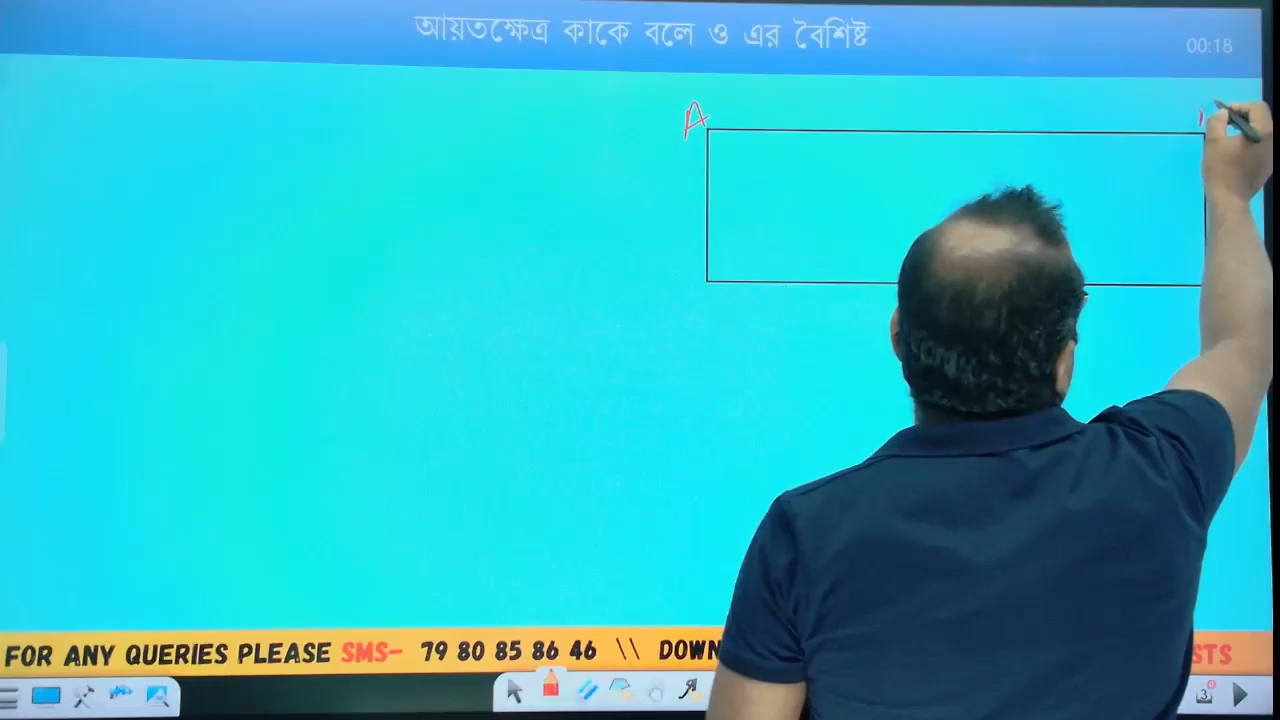 আয়তক্ষেত্র কাকে বলে ও এর বৈশিষ্ট
00:18
A
FOR ANY QUERIES PLEASE SMS- 79 80 85 86 46 \\ DOWN
STS